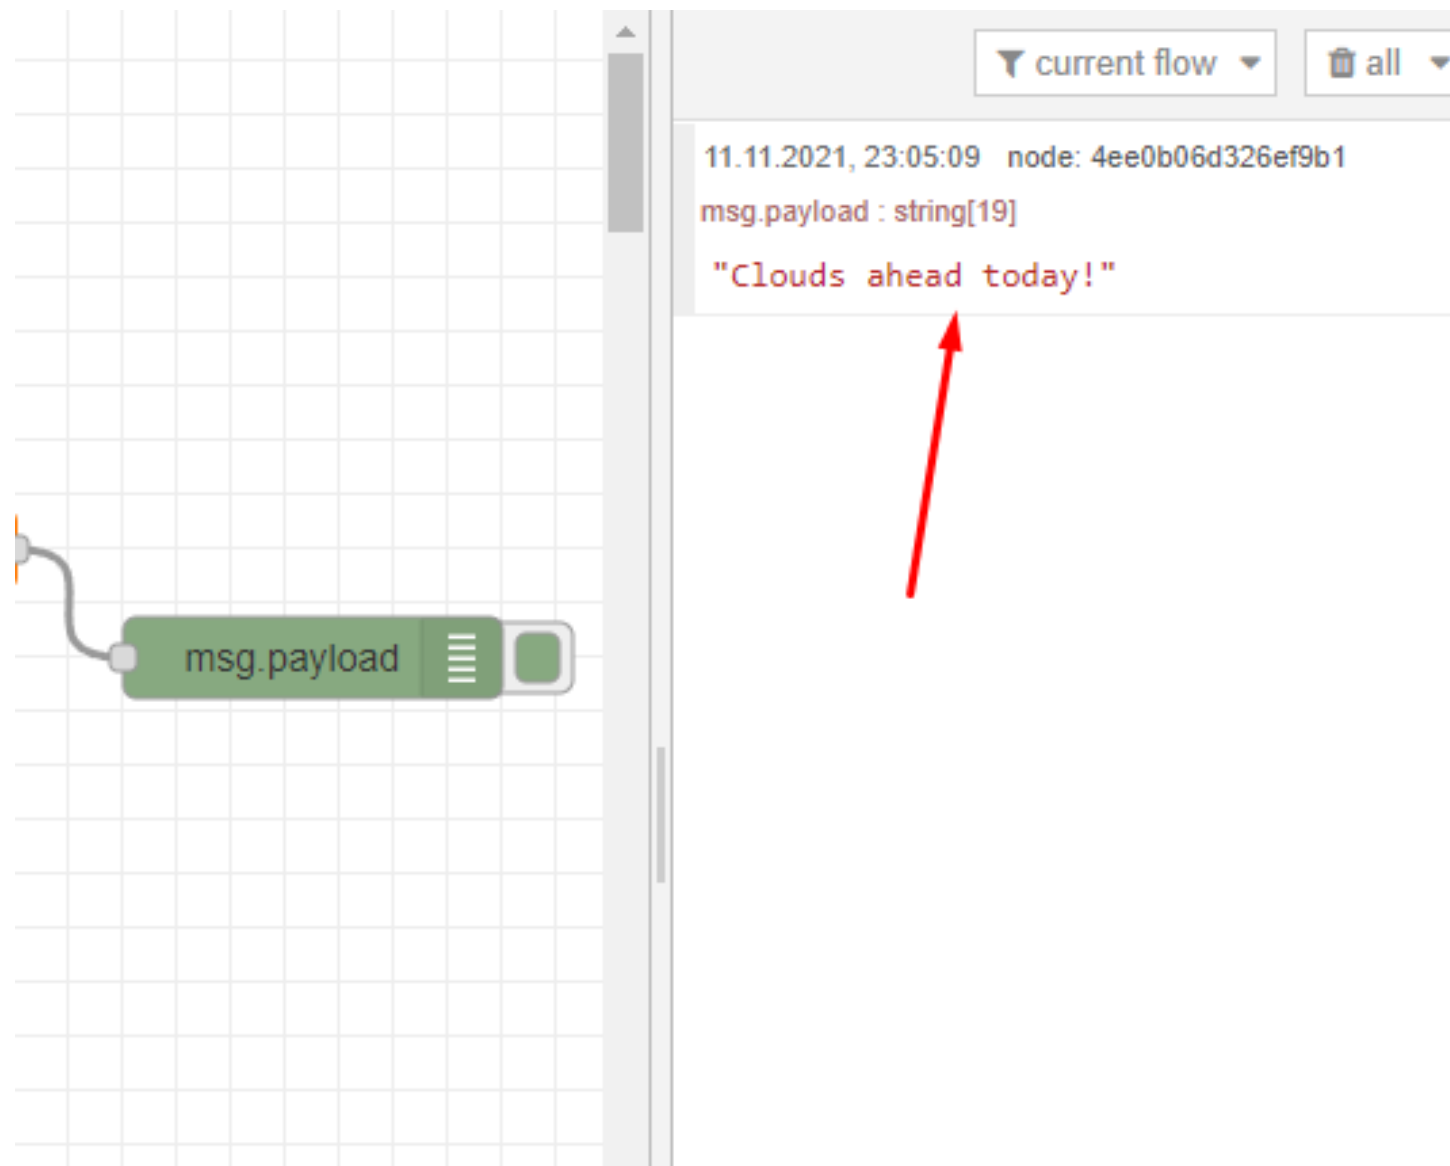 current flow
all
11.11.2021, 23:05:09 node: 4ee0b06d326ef9b1
msg.payload : string[19]
"Clouds ahead today!"
msg.payload